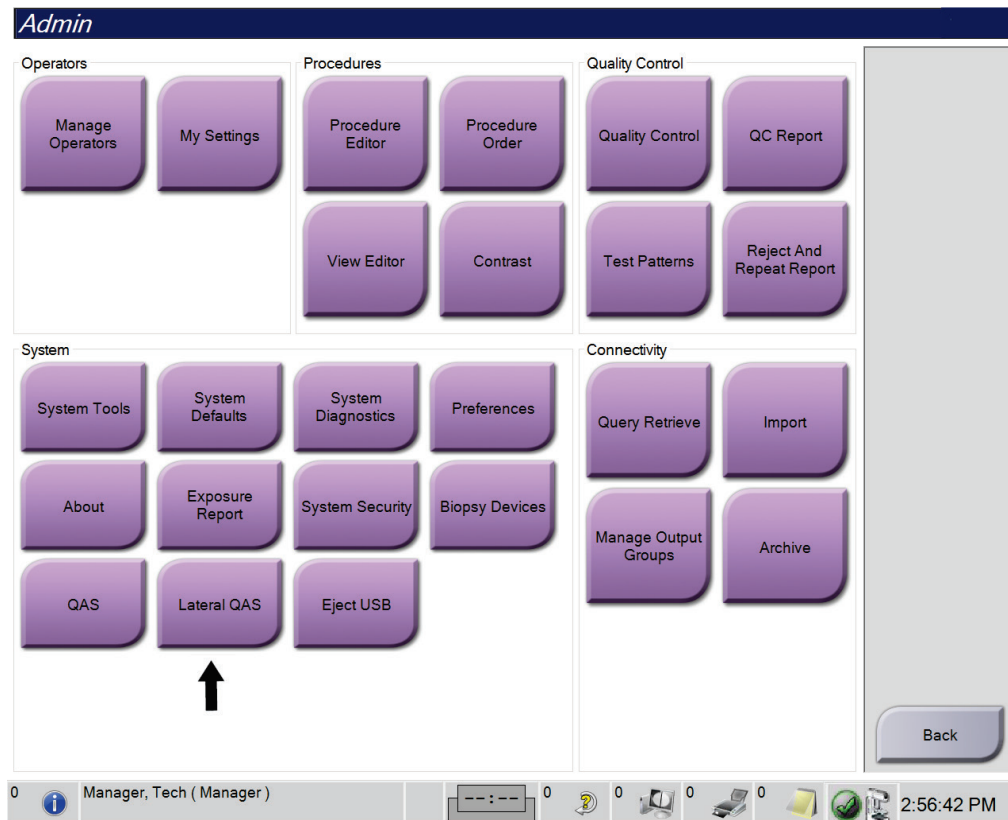 Admin
Operators
Manage
Operators
My Settings
Procedures
Procedure
Editor
Procedure
Order
View Editor
Contrast
Quality Control
Quality Control
QC Report
Test Patterns
Reject And
Repeat Report
System
System Tools
System
Defaults
System
Diagnostics
Preferences
About
Exposure
Report
System Security
Biopsy Devices
QAS
Lateral QAS
Eject USB
Connectivity
Query Retrieve
Import
Manage Output
Groups
Archive
Back
0 Manager, Tech ( Manager ) --:-- 0 0 0 0 2:56:42 PM